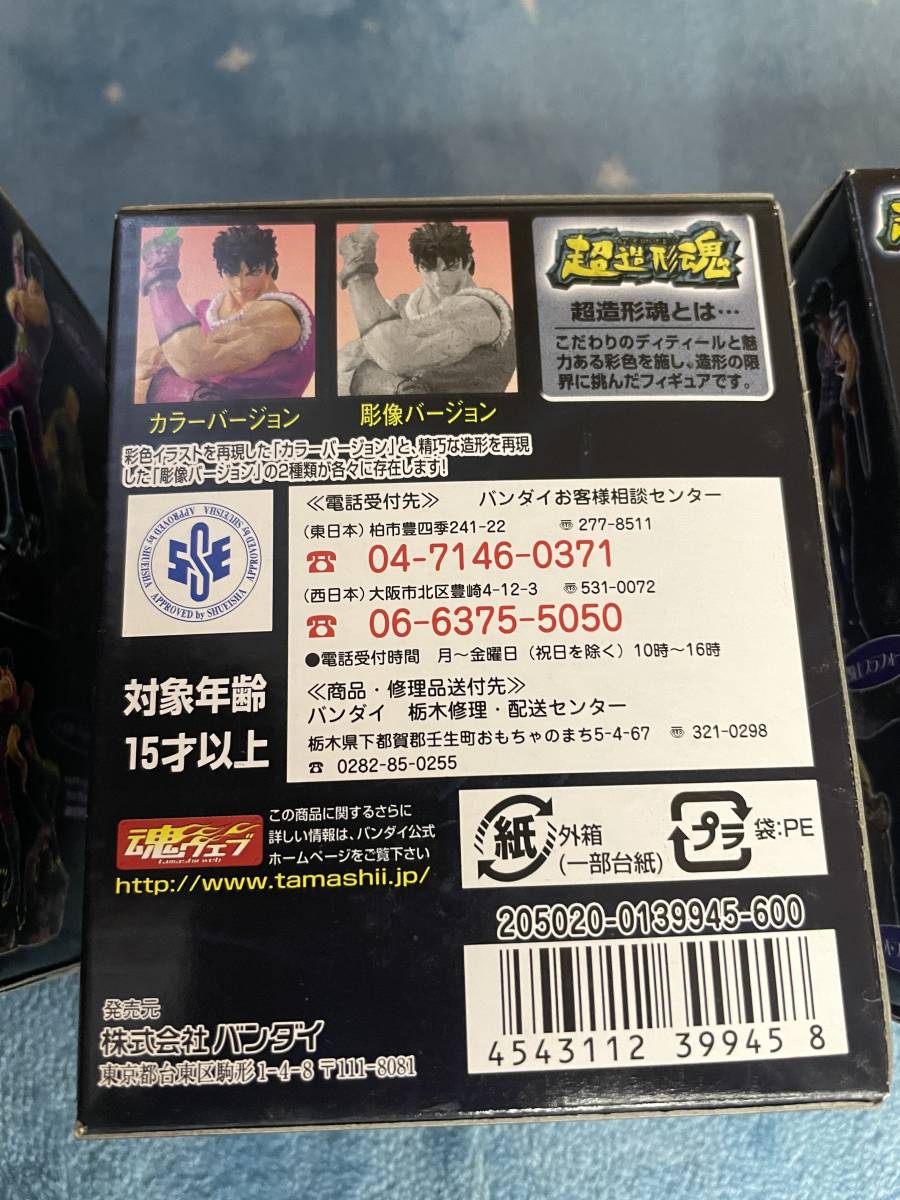 超造形魂
超造形魂とは…
こだわりのディティールと魅
力ある彩色を施し、造形の限
界に挑んだフィギュアです。
カラーバージョン
彫像バージョン
彩色イラストを再現した「カラーバージョン」と、精巧な造形を再現
した「彫像バージョン」の2種類が各々に存在します!
APPROVED by SHUEISHA APPROVED by SHUEISHA APPROVED by SHUEISHA
SSE
対象年齢
15才以上
≪電話受付先≫ バンダイお客様相談センター
(東日本) 柏市豊四季241-22 〠 277-8511
☎ 04-7146-0371
(西日本) 大阪市北区豊崎4-12-3 〠 531-0072
☎ 06-6375-5050
●電話受付時間 月～金曜日(祝日を除く)10時～16時
≪商品・修理品送付先≫
バンダイ 栃木修理・配送センター
栃木県下都賀郡壬生町おもちゃのまち5-4-67 〠 321-0298
☎ 0282-85-0255
魂ウェブ
tamashii web
この商品に関するさらに
詳しい情報は、バンダイ公式
ホームページをご覧下さい
http://www.tamashii.jp/
紙
外箱
(一部台紙)
プラ
袋:PE
205020-0139945-600
4543112 399458
発売元
株式会社 バンダイ
東京都台東区駒形1-4-8 〒111-8081